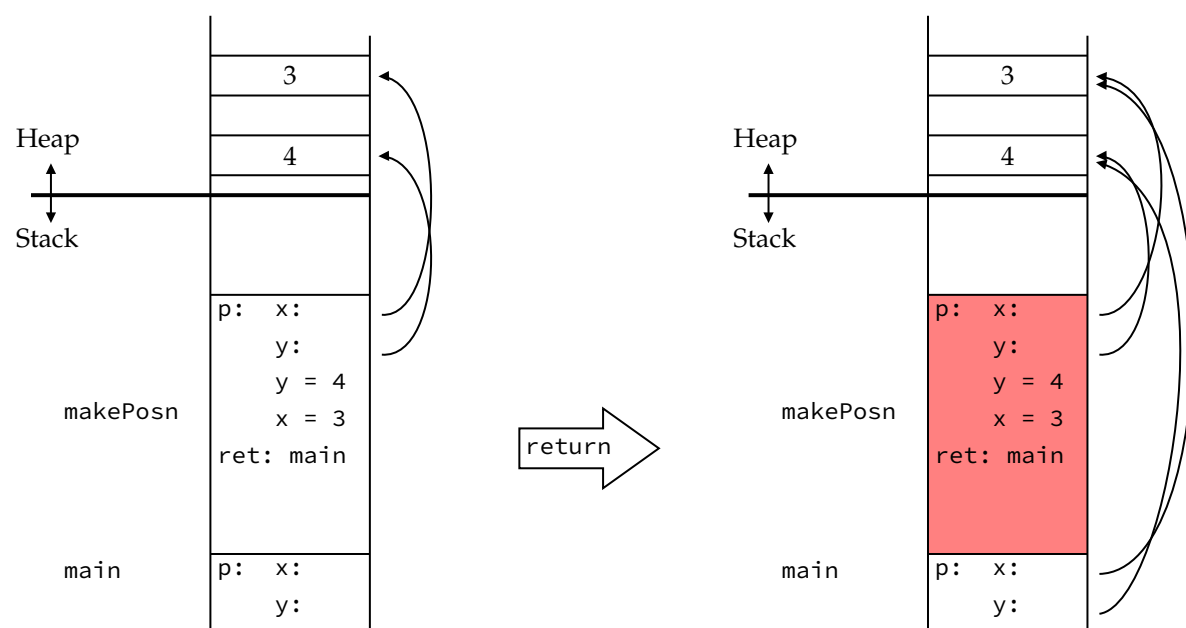 3
4
Heap
Stack
p: x:
y:
y = 4
makePosn
x = 3
ret: main
main
p: x:
y:
return
3
4
Heap
Stack
p: x:
y:
y = 4
makePosn
x = 3
ret: main
main
p: x:
y: